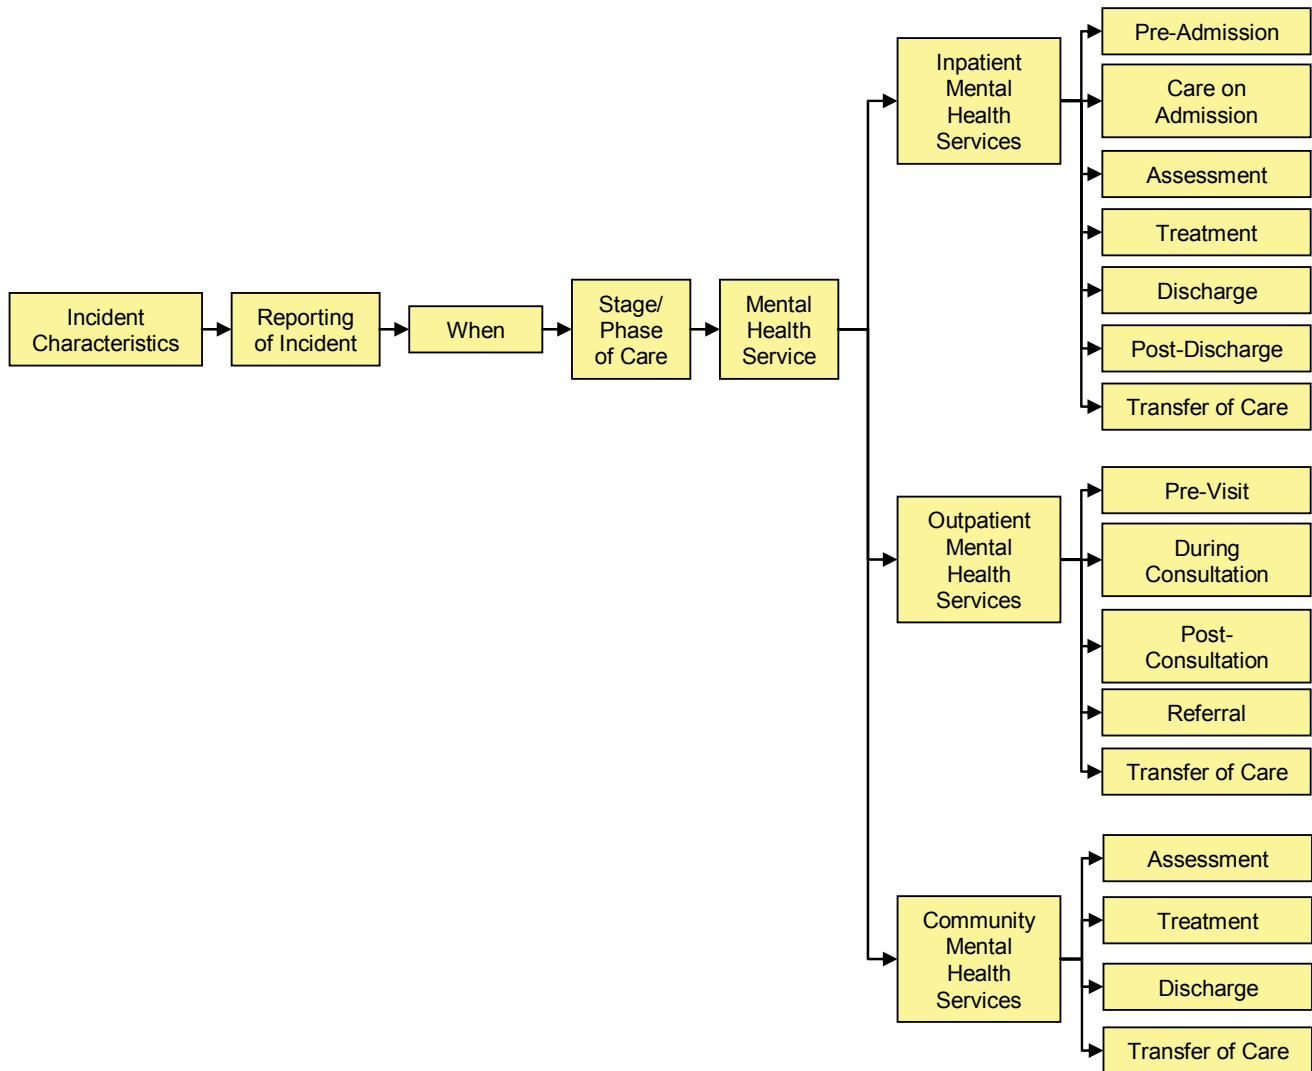 Incident
Characteristics
Reporting
of Incident
When
Stage/
Phase
of Care
Mental
Health
Service
Inpatient
Mental
Health
Services
Pre-Admission
Care on
Admission
Assessment
Treatment
Discharge
Post-Discharge
Transfer of Care
Outpatient
Mental
Health
Services
Pre-Visit
During
Consultation
Post-
Consultation
Referral
Transfer of Care
Community
Mental
Health
Services
Assessment
Treatment
Discharge
Transfer of Care